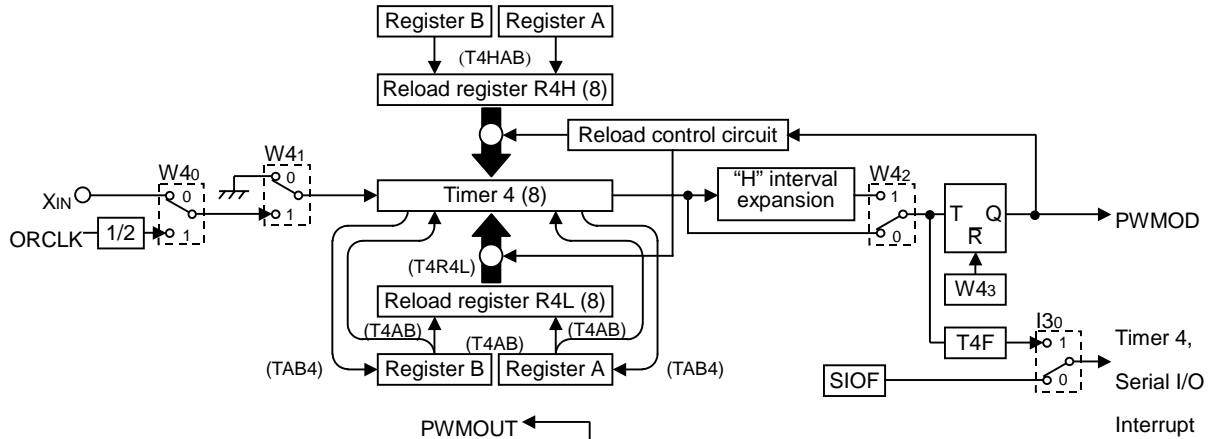 Register B Register A
(T4HAB)
Reload register R4H (8)
Reload control circuit
W40 W41
0 1
0 1
XIN
ORCLK 1/2
Timer 4 (8)
"H" interval
expansion
W42
1 0
T Q
R̅
PWMOD
W43
(T4R4L)
Reload register R4L (8)
(T4AB) (T4AB) (T4AB)
(TAB4) Register B Register A (TAB4)
T4F
I30
1 0
SIOF
Timer 4,
Serial I/O
Interrupt
PWMOUT